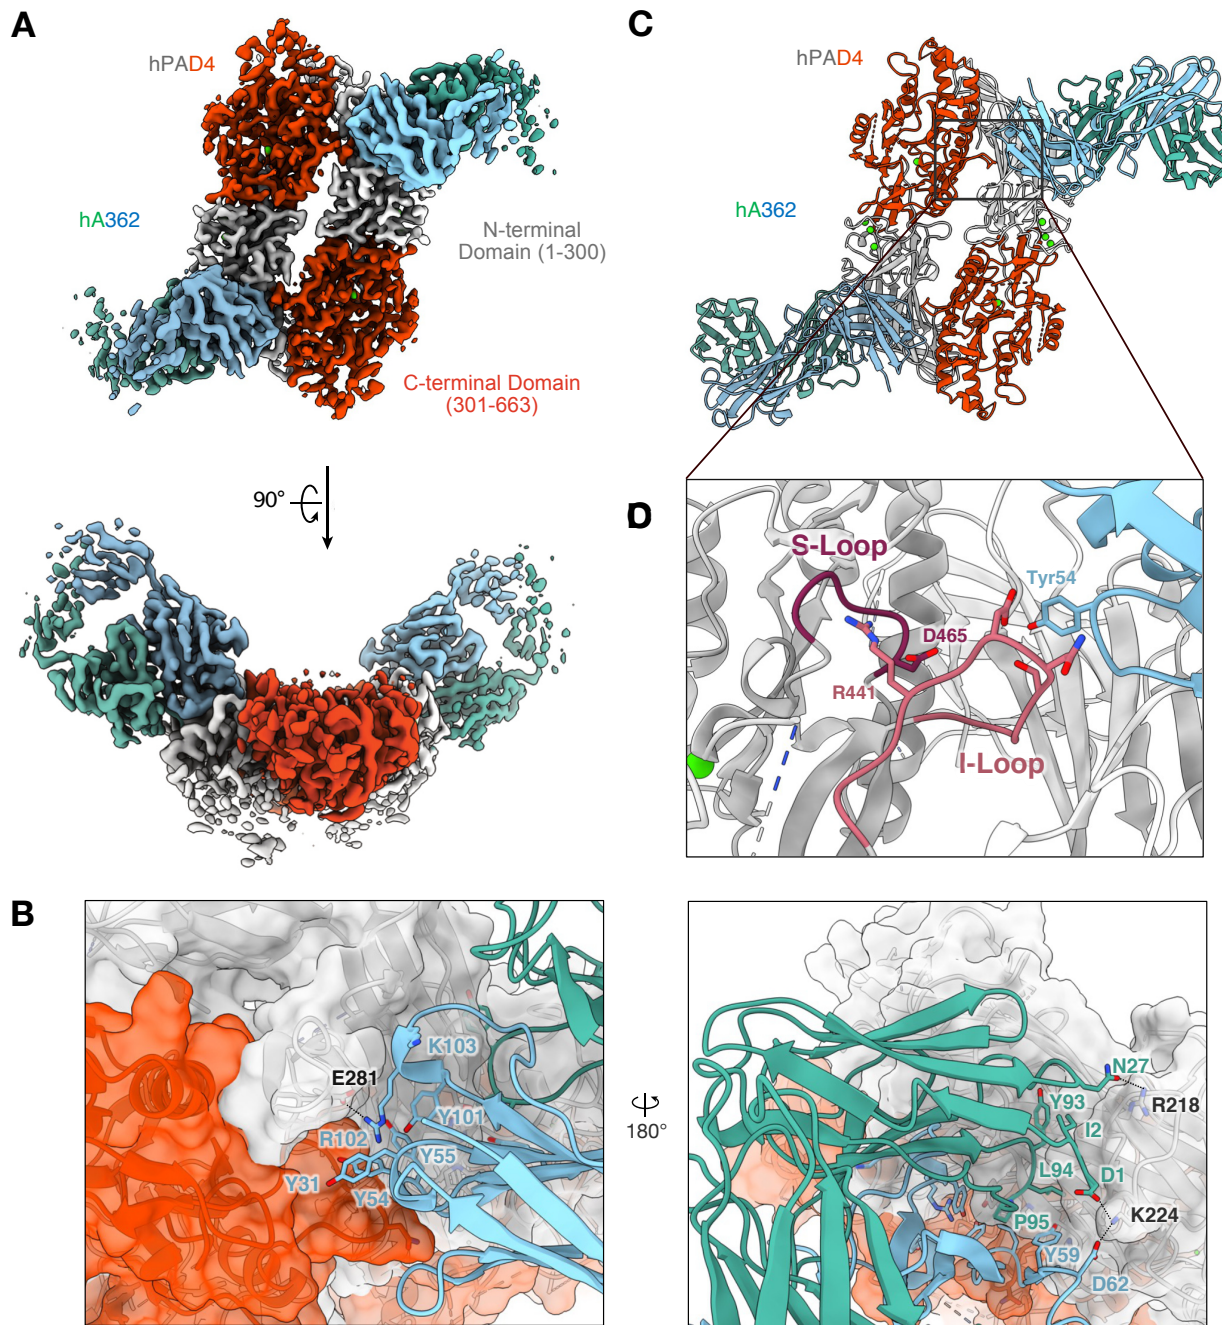 A
hPAD4
hA362
N-terminal
Domain (1-300)
C-terminal Domain
(301-663)
90°
C
hPAD4
hA362
D
S-Loop
Tyr54
D465
R441
I-Loop
B
K103
E281
Y101
R102
Y55
Y31
Y54
180°
N27
Y93
R218
I2
L94
D1
K224
P95
Y59
D62